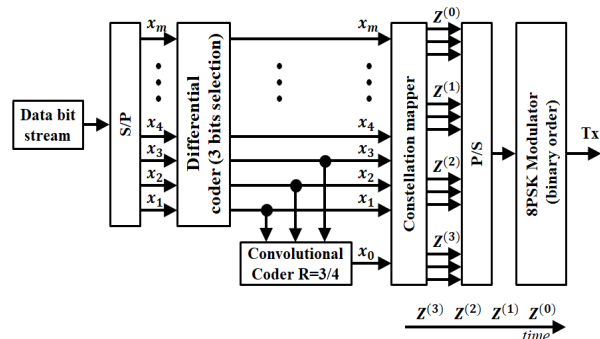 Data bit
stream
S/P
x_m
x_4
x_3
x_2
x_1
Differential
coder (3 bits selection)
x_m
x_4
x_3
x_2
x_1
x_0
Convolutional
Coder R=3/4
Constellation mapper
Z^(0)
Z^(1)
Z^(2)
Z^(3)
P/S
8PSK Modulator
(binary order)
Tx
Z^(3) Z^(2) Z^(1) Z^(0)
time